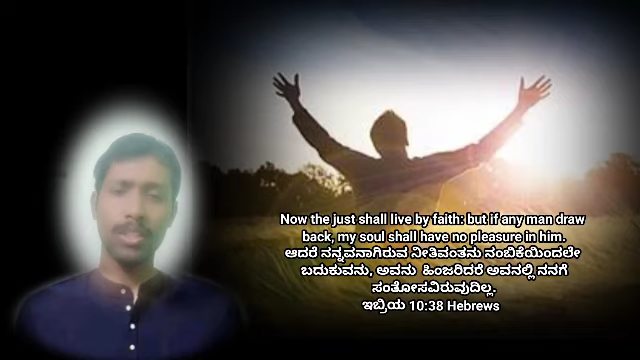 Now the just shall live by faith: but if any man draw
back, my soul shall have no pleasure in him.
ಆದರೆ ನನ್ನವನಾಗಿರುವ ನೀತಿವಂತನು ನಂಬಿಕೆಯಿಂದಲೇ
ಬದುಕುವನು, ಅವನು ಹಿಂಜರಿದರೆ ಅವನಲ್ಲಿ ನನಗೆ
ಸಂತೋಸವಿರುವುದಿಲ್ಲ.
ಇಬ್ರಿಯ 10:38 Hebrews